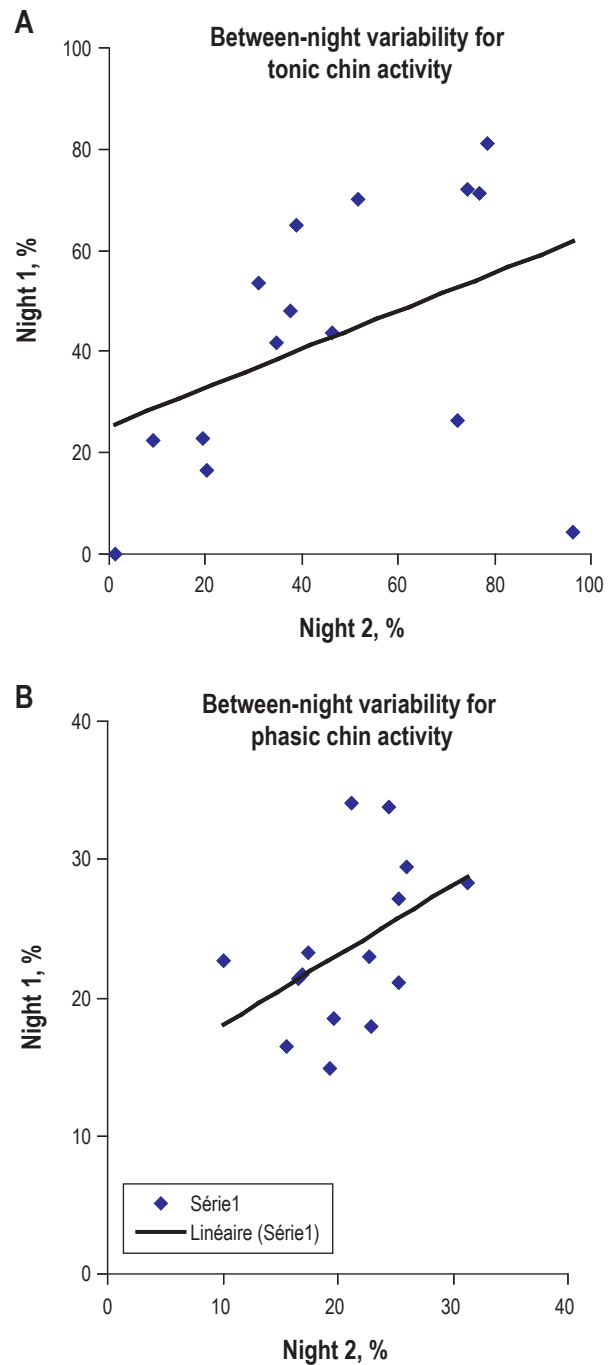 A
Between-night variability for
tonic chin activity
100
80
60
40
20
0
Night 1, %
0 20 40 60 80 100
Night 2, %
B
Between-night variability for
phasic chin activity
40
30
20
10
0
Night 1, %
Série1
Linéaire (Série1)
0 10 20 30 40
Night 2, %